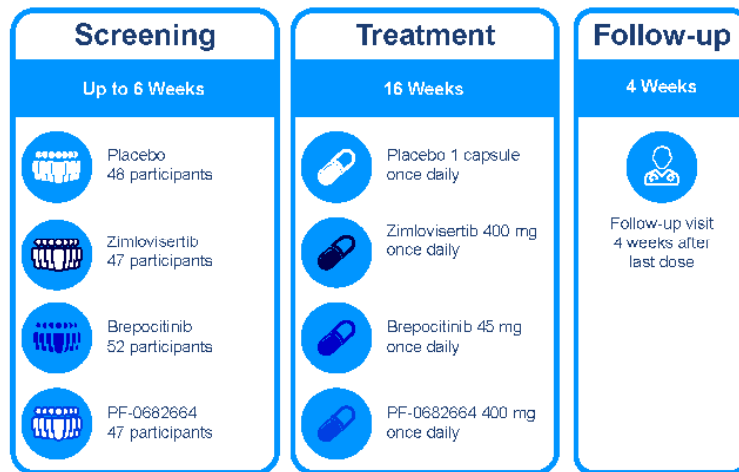 Screening
Up to 6 Weeks
Placebo
48 participants
Zimlovisertib
47 participants
Brepocitinib
52 participants
PF-0682664
47 participants
Treatment
16 Weeks
Placebo 1 capsule
once daily
Zimlovisertib 400 mg
once daily
Brepocitinib 45 mg
once daily
PF-0682664 400 mg
once daily
Follow-up
4 Weeks
Follow-up visit
4 weeks after
last dose